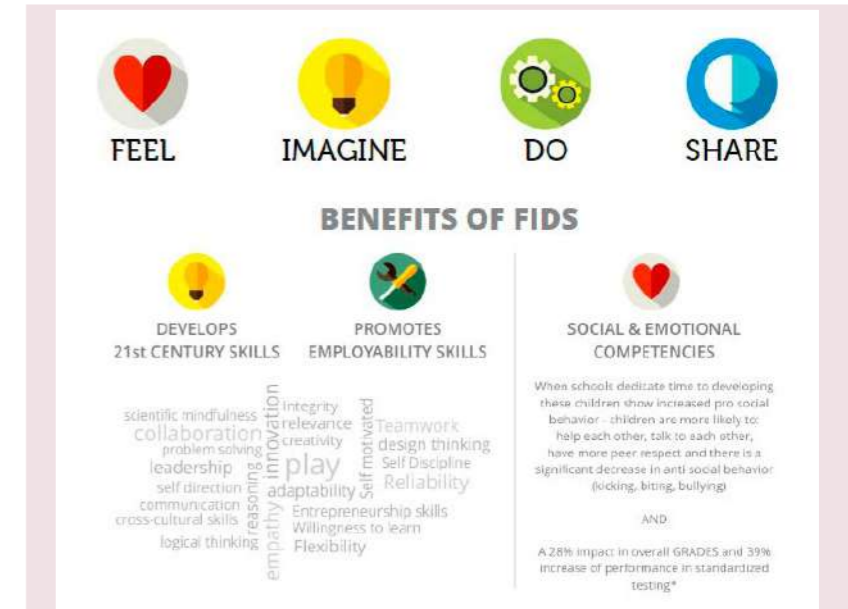 FEEL
IMAGINE
DO
SHARE
BENEFITS OF FIDS
DEVELOPS
21st CENTURY SKILLS
PROMOTES
EMPLOYABILITY SKILLS
scientific mindfulness
collaboration
problem solving
leadership
self direction
communication
cross-cultural skills
logical thinking
reasoning
innovation
empathy
Integrity
relevance
creativity
play
adaptability
Self motivated
Teamwork
design thinking
Self Discipline
Reliability
Entrepreneurship skills
Willingness to learn
Flexibility
SOCIAL & EMOTIONAL
COMPETENCIES
When schools dedicate time to developing
these children show increased pro social
behavior - children are more likely to:
help each other, talk to each other,
have more peer respect and there is a
significant decrease in anti social behavior
(kicking, biting, bullying)
AND
A 28% impact in overall GRADES and 39%
increase of performance in standardized
testing*